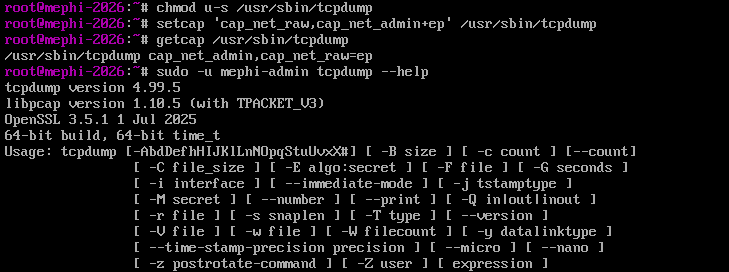 root@mephi-2026:~# chmod u-s /usr/sbin/tcpdump
root@mephi-2026:~# setcap 'cap_net_raw,cap_net_admin+ep' /usr/sbin/tcpdump
root@mephi-2026:~# getcap /usr/sbin/tcpdump
/usr/sbin/tcpdump cap_net_admin,cap_net_raw=ep
root@mephi-2026:~# sudo -u mephi-admin tcpdump --help
tcpdump version 4.99.5
libpcap version 1.10.5 (with TPACKET_V3)
OpenSSL 3.5.1 1 Jul 2025
64-bit build, 64-bit time_t
Usage: tcpdump [-AbdDefhHIJKlLnNOpqStuUvxX#] [ -B size ] [ -c count ] [--count]
[ -C file_size ] [ -E algo:secret ] [ -F file ] [ -G seconds ]
[ -i interface ] [ --immediate-mode ] [ -j tstamptype ]
[ -M secret ] [ --number ] [ --print ] [ -Q in|out|inout ]
[ -r file ] [ -s snaplen ] [ -T type ] [ --version ]
[ -V file ] [ -w file ] [ -W filecount ] [ -y datalinktype ]
[ --time-stamp-precision precision ] [ --micro ] [ --nano ]
[ -z postrotate-command ] [ -Z user ] [ expression ]